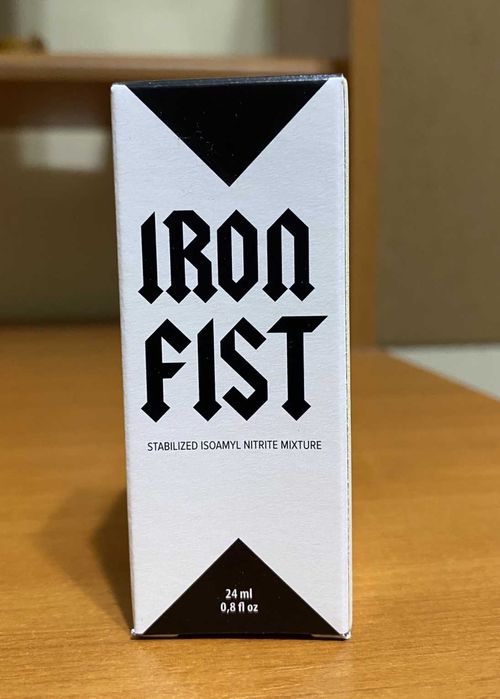 IRON
FIST
STABILIZED ISOAMYL NITRITE MIXTURE
24 ml
0,8 fl oz